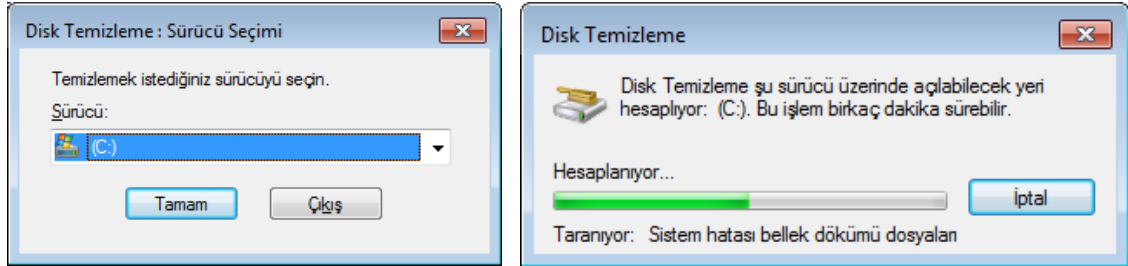 Disk Temizleme : Sürücü Seçimi
Temizlemek istediğiniz sürücüyü seçin.
Sürücü:
(C:)
Tamam
Çıkış
Disk Temizleme
Disk Temizleme şu sürücü üzerinde açılabilecek yeri
hesaplıyor: (C:). Bu işlem birkaç dakika sürebilir.
Hesaplanıyor...
İptal
Taranıyor: Sistem hatası bellek dökümü dosyaları